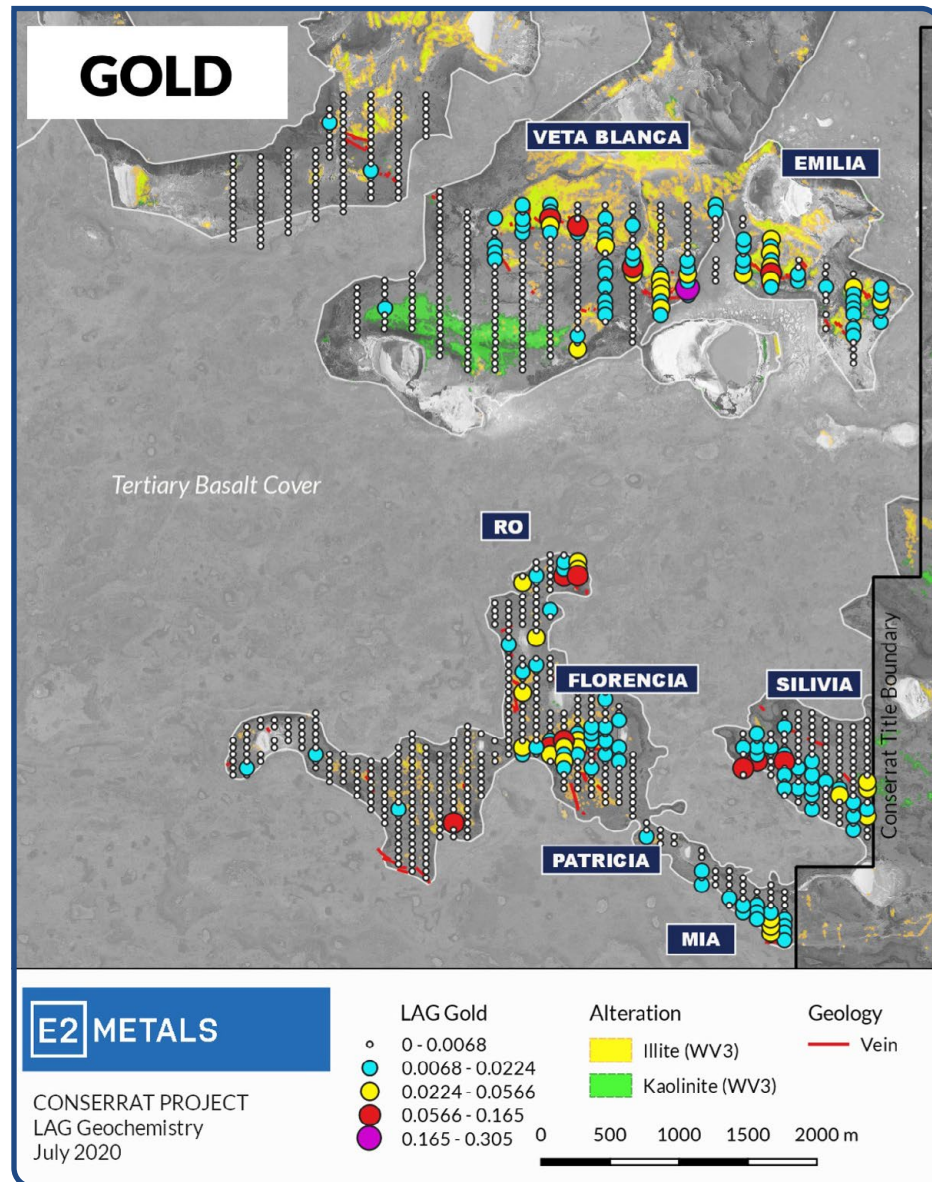 GOLD
VETA BLANCA
EMILIA
Tertiary Basalt Cover
RO
FLORENCIA
SILIVIA
Conserrat Title Boundary
PATRICIA
MIA
E2 METALS
CONSERRAT PROJECT
LAG Geochemistry
July 2020
LAG Gold
0 - 0.0068
0.0068 - 0.0224
0.0224 - 0.0566
0.0566 - 0.165
0.165 - 0.305
Alteration
Illite (WV3)
Kaolinite (WV3)
Geology
Vein
0 500 1000 1500 2000 m